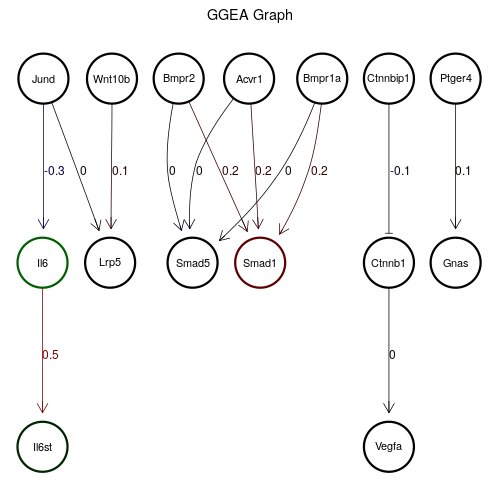 GGEA Graph
Jund Wnt10b Bmpr2 Acvr1 Bmpr1a Ctnnbip1 Ptger4
-0.3 0 0.1 0 0 0.2 0.2 0 0.2 -0.1 0.1
Il6 Lrp5 Smad5 Smad1 Ctnnb1 Gnas
0.5 0
Il6st Vegfa